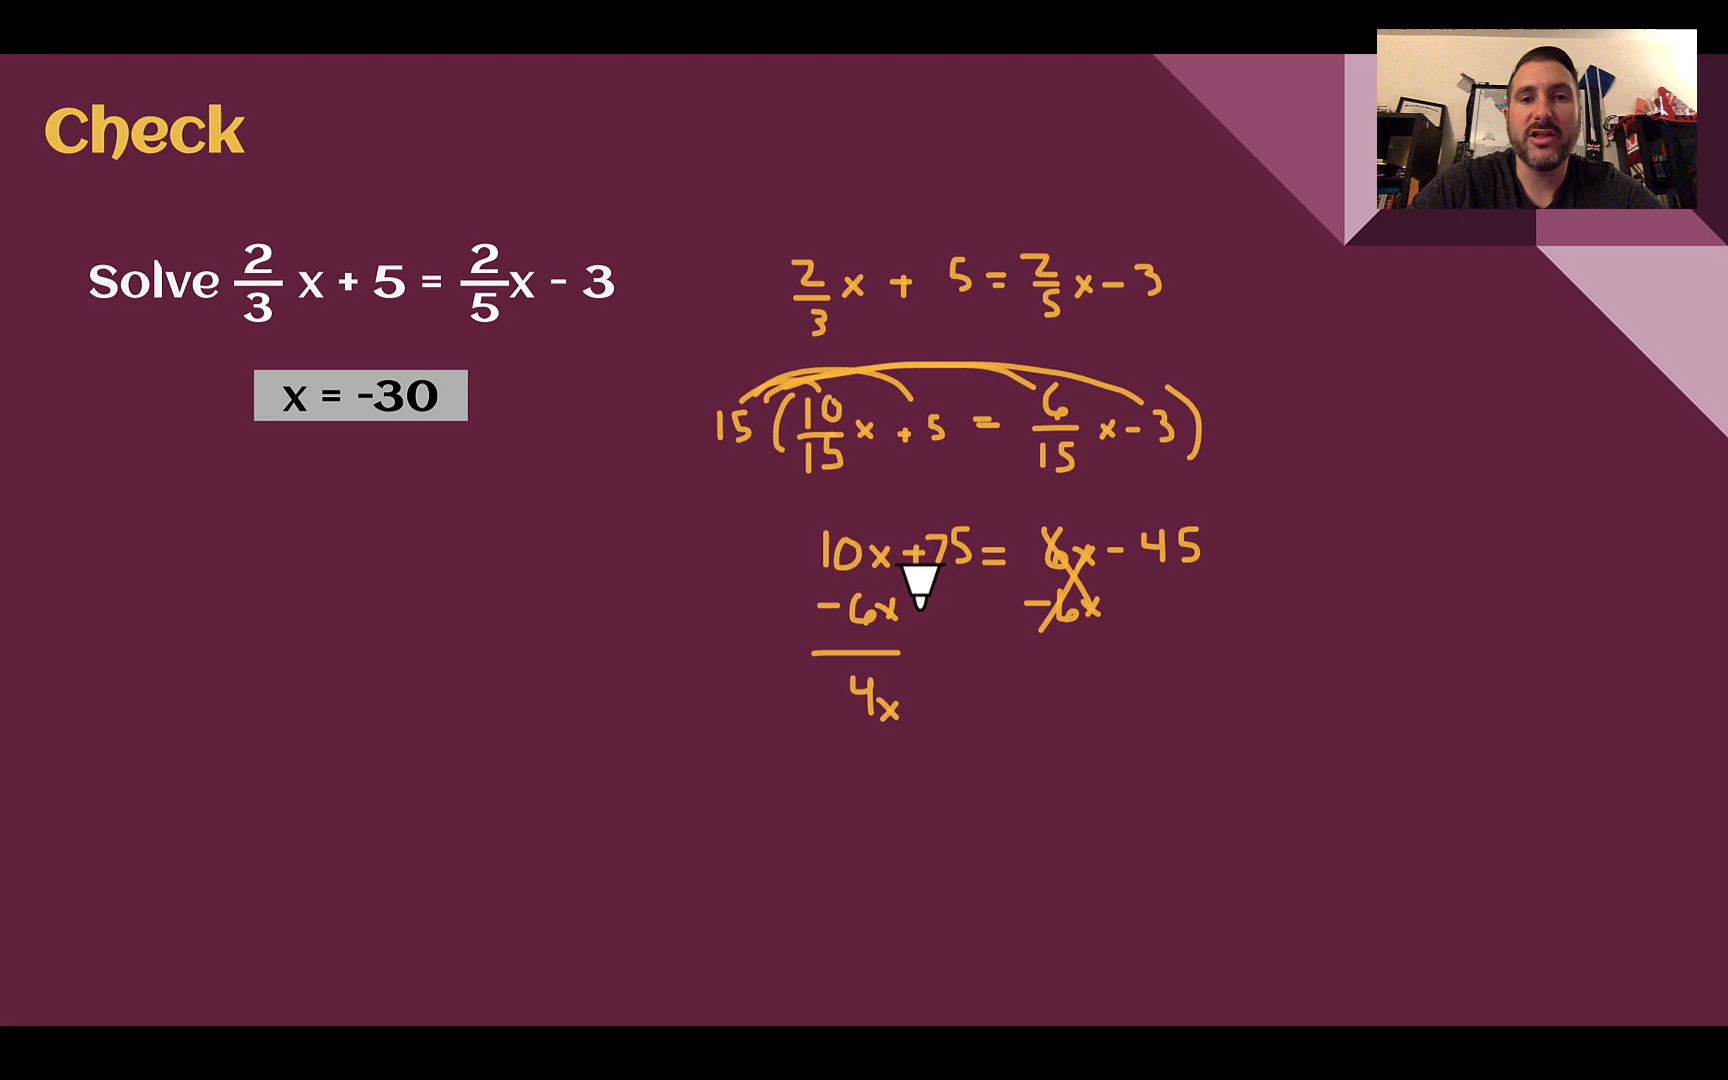 Check
Solve 2/3 x + 5 = 2/5 x - 3
x = -30
2/3 x + 5 = 2/5 x - 3
15 ( 10/15 x + 5 = 6/15 x - 3 )
10x + 75 = 6x - 45
- 6x - 6x
4x